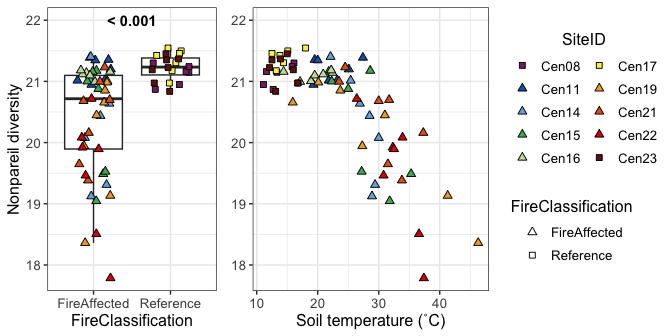 < 0.001
22
21
20
19
18
Nonpareil diversity
FireAffected Reference
FireClassification
22
21
20
19
18
10 20 30 40
Soil temperature (˚C)
SiteID
Cen08 Cen17
Cen11 Cen19
Cen14 Cen21
Cen15 Cen22
Cen16 Cen23
FireClassification
FireAffected
Reference